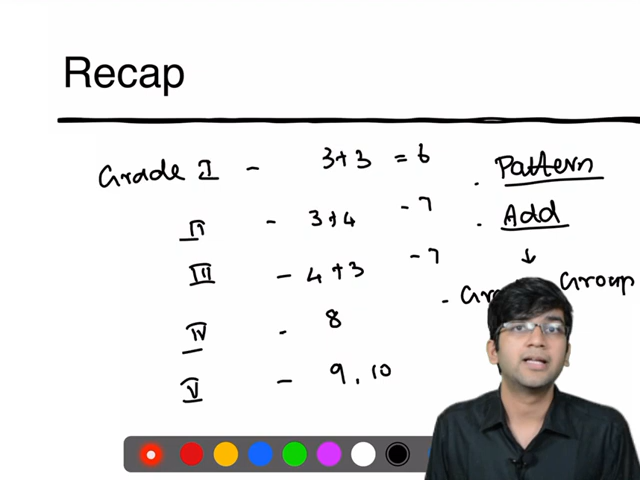 Recap
Grade I - 3+3 = 6 . Pattern
II - 3+4 - 7 . Add
III - 4+3 - 7 ↓
- Group
IV - 8
V - 9, 10